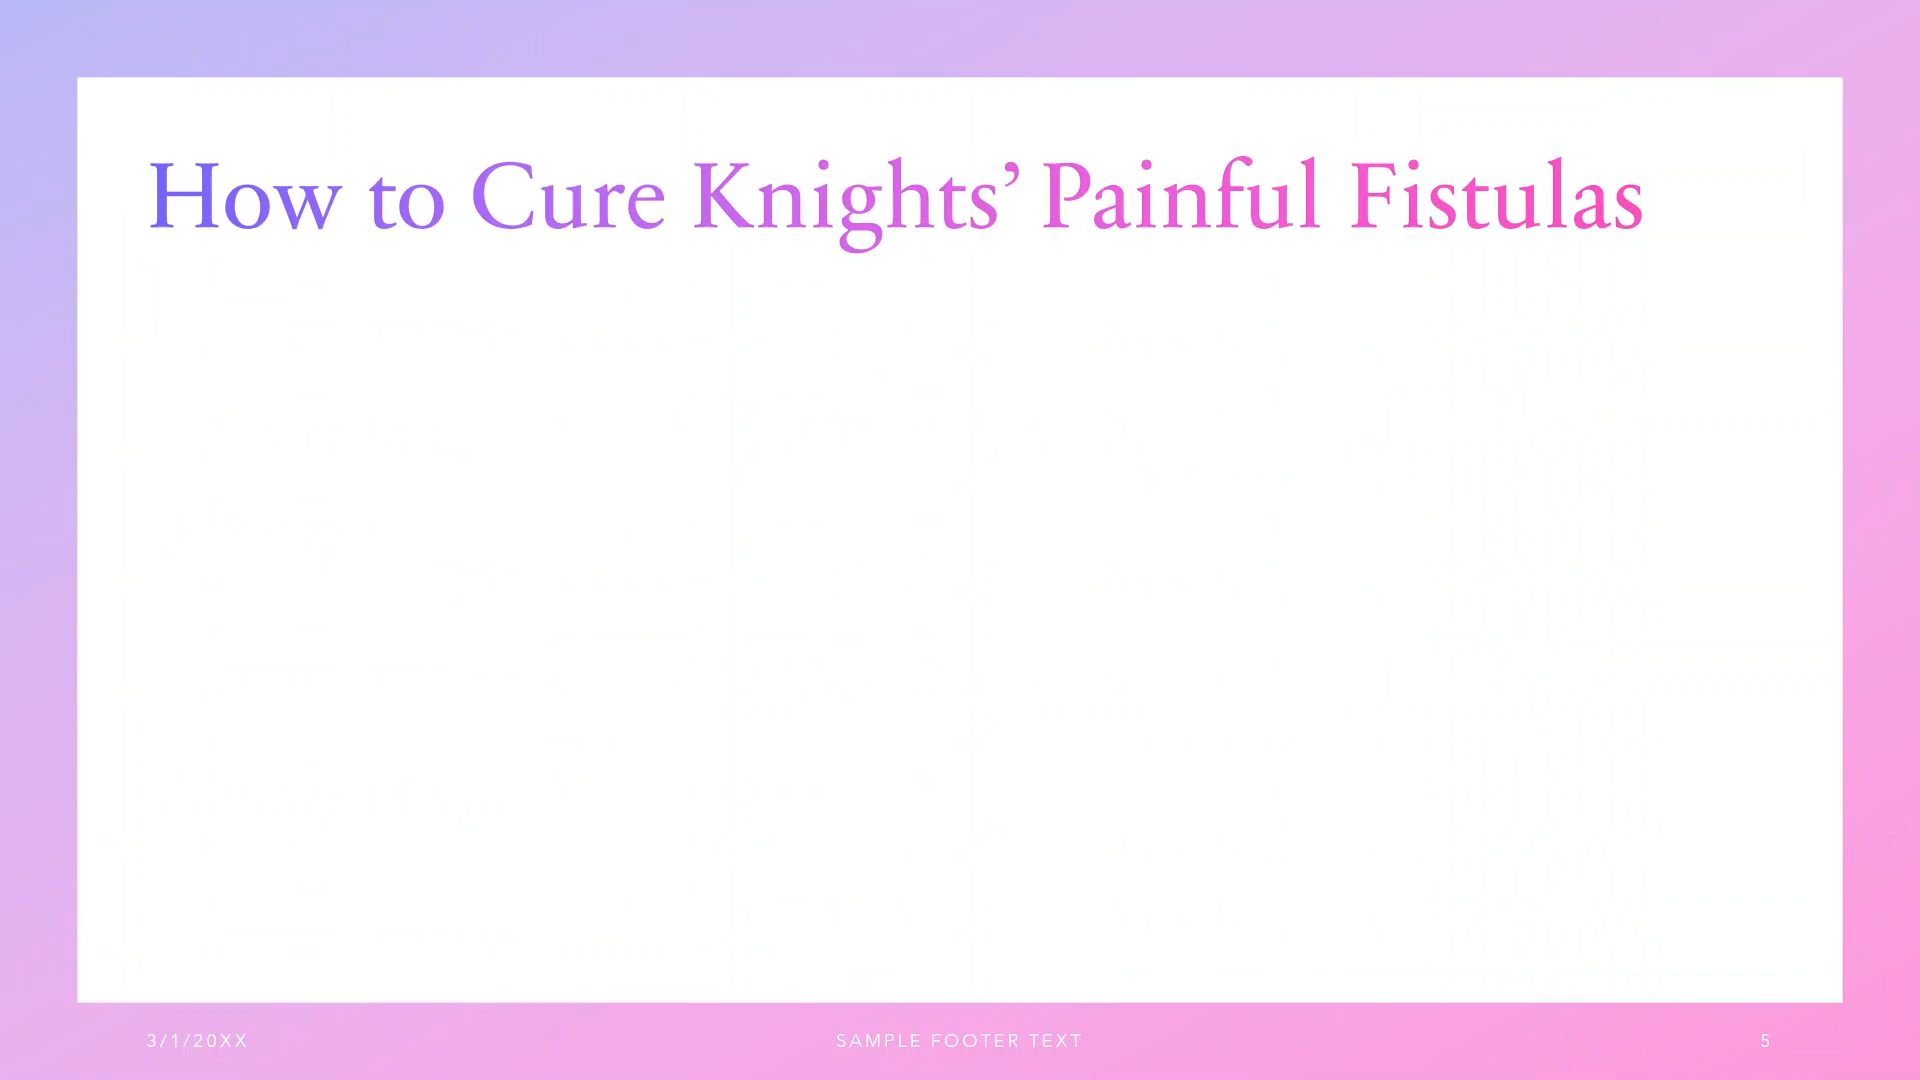 How to Cure Knights’ Painful Fistulas
3/1/20XX
SAMPLE FOOTER TEXT
5